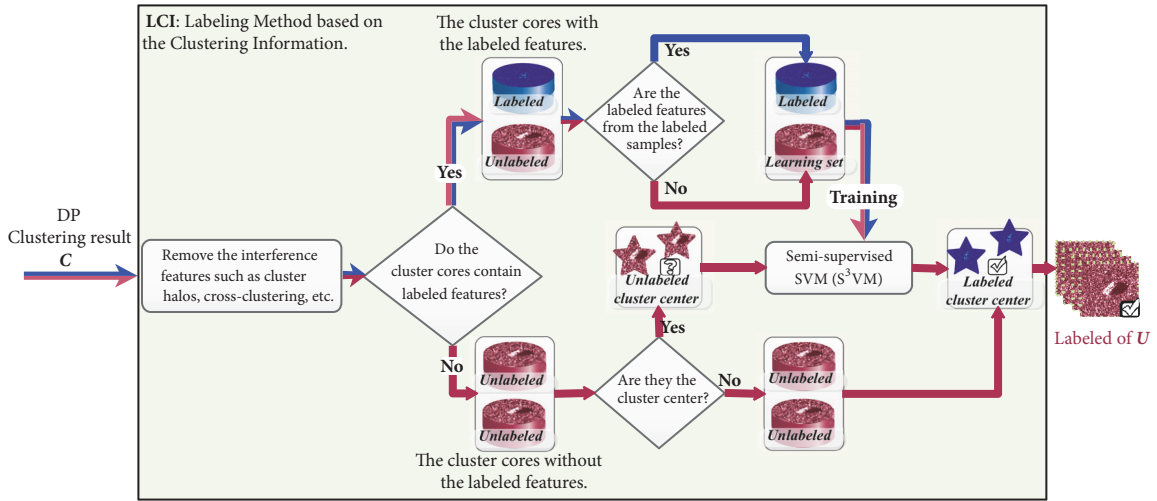 LCI: Labeling Method based on
the Clustering Information.
The cluster cores with
the labeled features.
Labeled
Unlabeled
Yes
Are the
labeled features
from the labeled
samples?
No
Labeled
Learning set
Training
Yes
DP
Clustering result
C
Remove the interference
features such as cluster
halos, cross-clustering, etc.
Do the
cluster cores contain
labeled features?
Unlabeled
cluster center
Semi-supervised
SVM (S³VM)
Labeled
cluster center
Labeled of U
Yes
No
Unlabeled
Unlabeled
Are they the
cluster center?
No
Unlabeled
Unlabeled
The cluster cores without
the labeled features.